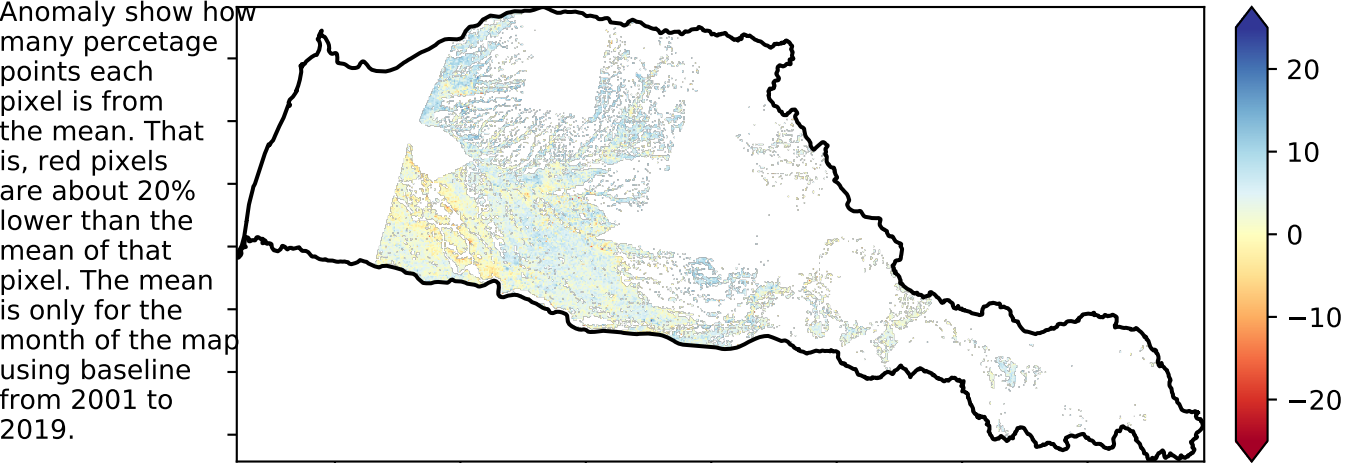 Anomaly show how
many percetage
points each
pixel is from
the mean. That
is, red pixels
are about 20%
lower than the
mean of that
pixel. The mean
is only for the
month of the map
using baseline
from 2001 to
2019.
20
10
0
−10
−20